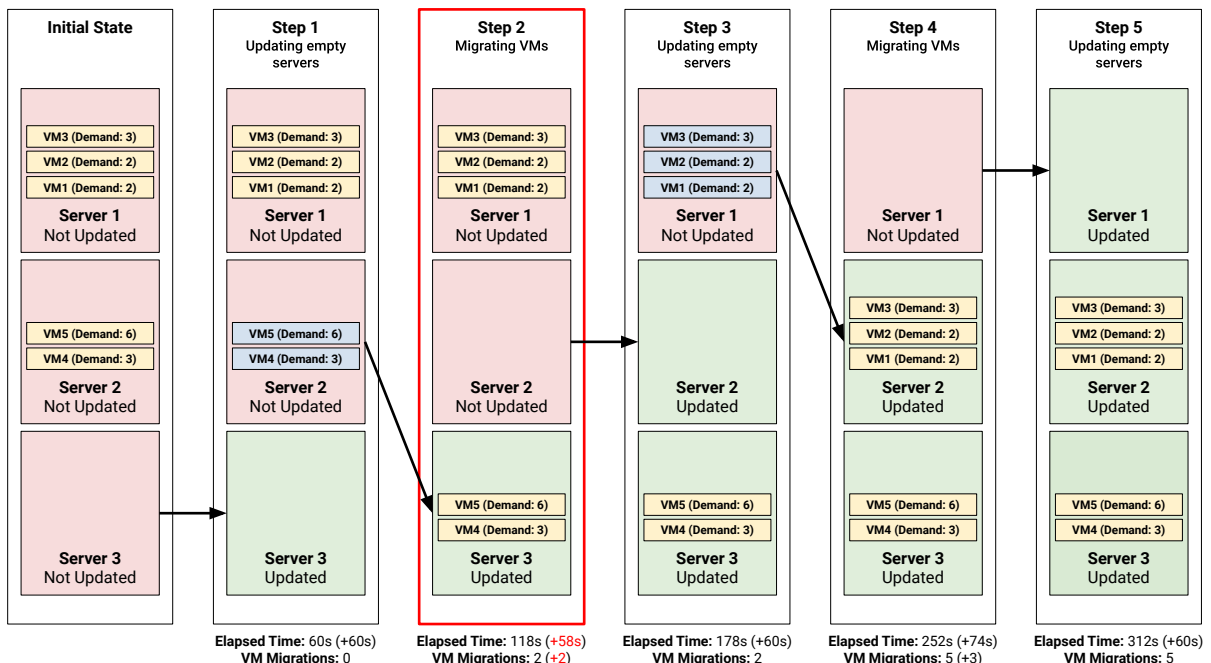 Initial State
VM3 (Demand: 3)
VM2 (Demand: 2)
VM1 (Demand: 2)
Server 1
Not Updated
VM5 (Demand: 6)
VM4 (Demand: 3)
Server 2
Not Updated
Server 3
Not Updated
Step 1
Updating empty
servers
VM3 (Demand: 3)
VM2 (Demand: 2)
VM1 (Demand: 2)
Server 1
Not Updated
VM5 (Demand: 6)
VM4 (Demand: 3)
Server 2
Not Updated
Server 3
Updated
Elapsed Time: 60s (+60s)
VM Migrations: 0
Step 2
Migrating VMs
VM3 (Demand: 3)
VM2 (Demand: 2)
VM1 (Demand: 2)
Server 1
Not Updated
Server 2
Not Updated
VM5 (Demand: 6)
VM4 (Demand: 3)
Server 3
Updated
Elapsed Time: 118s (+58s)
VM Migrations: 2 (+2)
Step 3
Updating empty
servers
VM3 (Demand: 3)
VM2 (Demand: 2)
VM1 (Demand: 2)
Server 1
Not Updated
Server 2
Updated
VM5 (Demand: 6)
VM4 (Demand: 3)
Server 3
Updated
Elapsed Time: 178s (+60s)
VM Migrations: 2
Step 4
Migrating VMs
Server 1
Not Updated
VM3 (Demand: 3)
VM2 (Demand: 2)
VM1 (Demand: 2)
Server 2
Updated
VM5 (Demand: 6)
VM4 (Demand: 3)
Server 3
Updated
Elapsed Time: 252s (+74s)
VM Migrations: 5 (+3)
Step 5
Updating empty
servers
Server 1
Updated
VM3 (Demand: 3)
VM2 (Demand: 2)
VM1 (Demand: 2)
Server 2
Updated
VM5 (Demand: 6)
VM4 (Demand: 3)
Server 3
Updated
Elapsed Time: 312s (+60s)
VM Migrations: 5